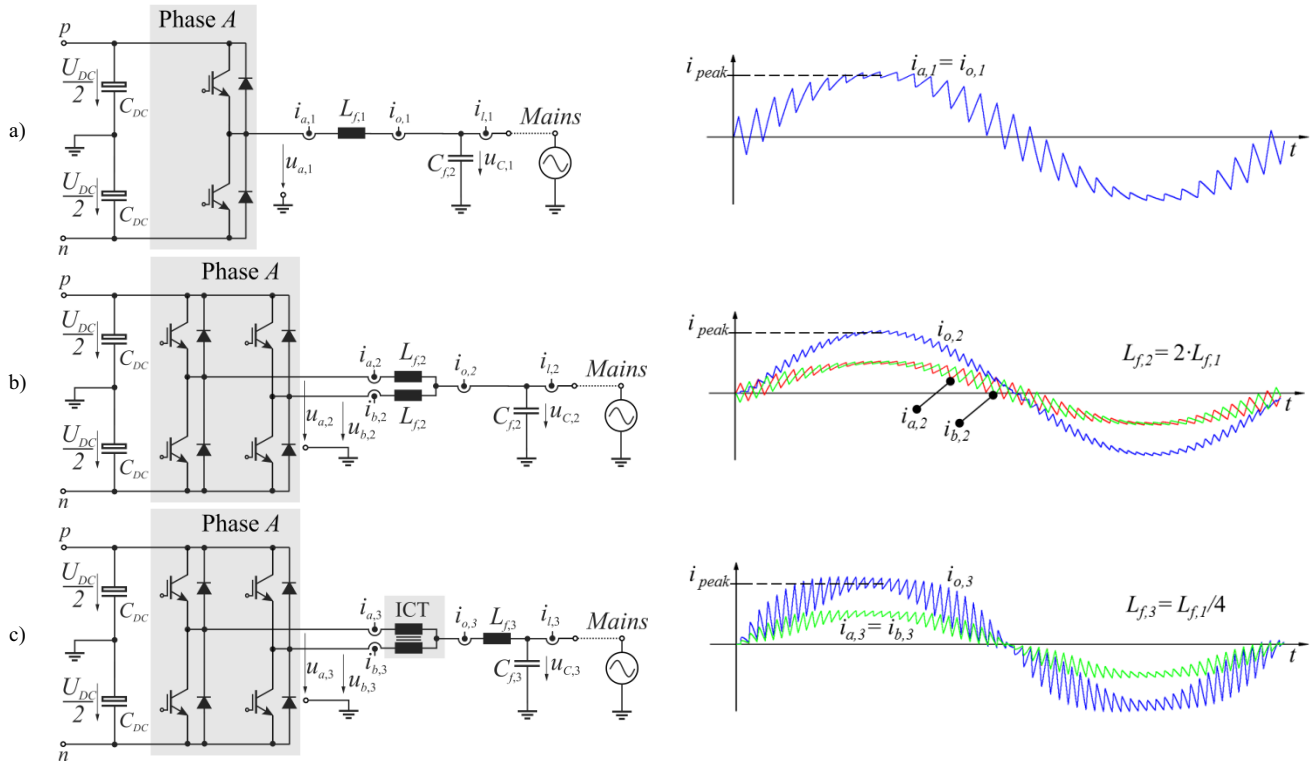 a)
Phase A
p
U_DC/2
C_DC
U_DC/2
C_DC
n
i_a,1
L_f,1
i_o,1
i_l,1
Mains
u_a,1
C_f,2
u_C,1
i_peak
i_a,1 = i_o,1
t
b)
Phase A
p
U_DC/2
C_DC
U_DC/2
C_DC
n
i_a,2
L_f,2
i_o,2
i_l,2
Mains
i_b,2
L_f,2
u_a,2
u_b,2
C_f,2
u_C,2
i_peak
i_o,2
L_f,2 = 2·L_f,1
i_a,2
i_b,2
t
c)
Phase A
p
U_DC/2
C_DC
U_DC/2
C_DC
n
i_a,3
ICT
i_o,3
L_f,3
i_l,3
Mains
i_b,3
u_a,3
u_b,3
C_f,3
u_C,3
i_peak
i_o,3
L_f,3 = L_f,1/4
i_a,3 = i_b,3
t